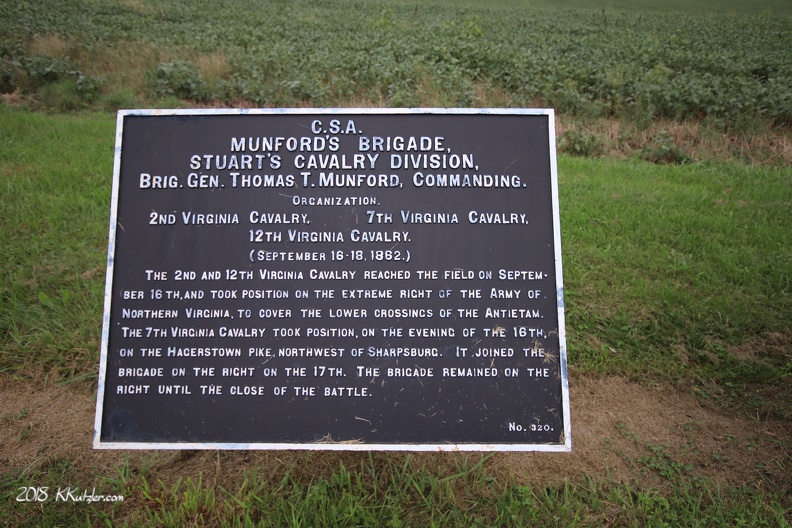 C.S.A.
MUNFORD'S BRIGADE,
STUART'S CAVALRY DIVISION,
BRIG. GEN. THOMAS T. MUNFORD, COMMANDING.
ORGANIZATION.
2ND VIRGINIA CAVALRY, 7TH VIRGINIA CAVALRY,
12TH VIRGINIA CAVALRY.
(SEPTEMBER 16-18, 1862.)
THE 2ND AND 12TH VIRGINIA CAVALRY REACHED THE FIELD ON SEPTEM-
BER 16TH, AND TOOK POSITION ON THE EXTREME RIGHT OF THE ARMY OF
NORTHERN VIRGINIA, TO COVER THE LOWER CROSSINGS OF THE ANTIETAM.
THE 7TH VIRGINIA CAVALRY TOOK POSITION, ON THE EVENING OF THE 16TH,
ON THE HAGERSTOWN PIKE, NORTHWEST OF SHARPSBURG. IT JOINED THE
BRIGADE ON THE RIGHT ON THE 17TH. THE BRIGADE REMAINED ON THE
RIGHT UNTIL THE CLOSE OF THE BATTLE.
No. 320.
2018 KKutzler.com